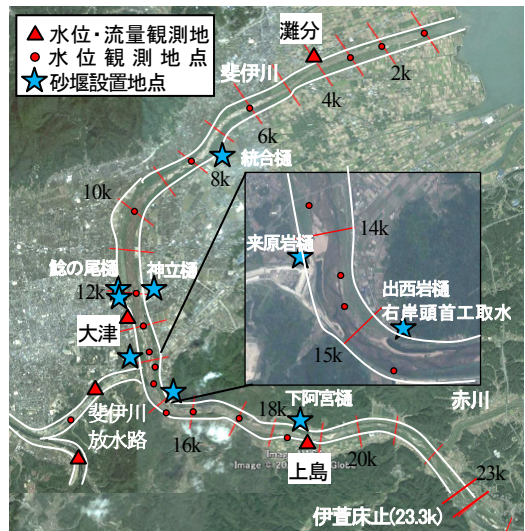 水位・流量観測地
水位観測地点
砂堰設置地点
灘分
斐伊川
2k
4k
6k
統合樋
8k
10k
鯰の尾樋
神立樋
12k
大津
来原岩樋
14k
出西岩樋
右岸頭首工取水
15k
下阿宮樋
赤川
斐伊川
放水路
16k
18k
20k
上島
23k
伊萱床止(23.3k)